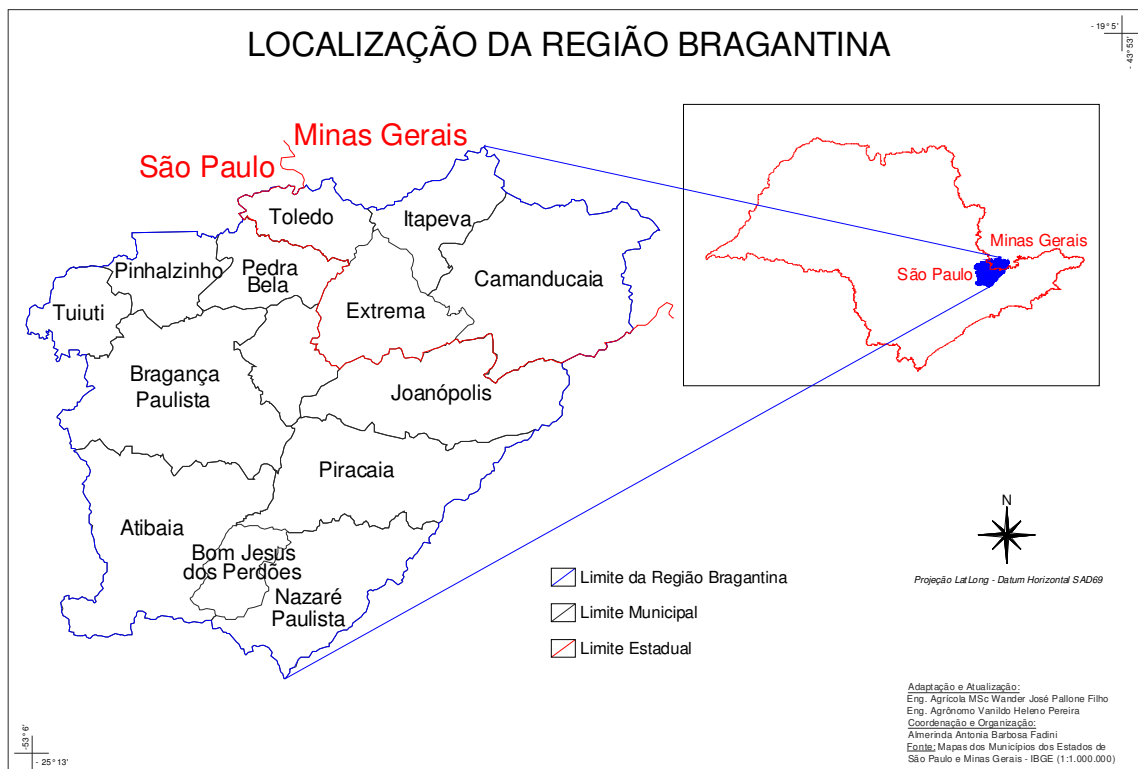 LOCALIZAÇÃO DA REGIÃO BRAGANTINA
- 19° 5'
- 43° 53'
Minas Gerais
São Paulo
Toledo
Itapeva
Pinhalzinho
Pedra
Bela
Camanducaia
Tuiuti
Extrema
Bragança
Paulista
Joanópolis
Piracaia
Atibaia
Bom Jesus
dos Perdões
Nazaré
Paulista
Minas Gerais
São Paulo
N
Projeção LatLong - Datum Horizontal SAD69
Limite da Região Bragantina
Limite Municipal
Limite Estadual
Adaptação e Atualização:
Eng. Agrícola MSc Wander José Pallone Filho
Eng. Agrônomo Vanildo Heleno Pereira
Coordenação e Organização:
Almerinda Antonia Barbosa Fadini
Fonte: Mapas dos Municípios dos Estados de
São Paulo e Minas Gerais - IBGE (1:1.000.000)
-53° 6'
- 25° 13'